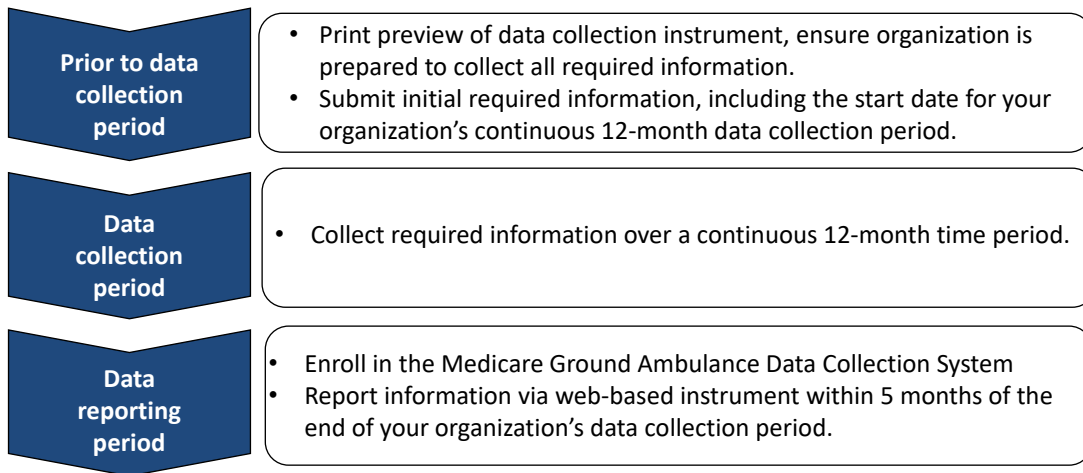 Prior to data
collection
period
• Print preview of data collection instrument, ensure organization is
prepared to collect all required information.
• Submit initial required information, including the start date for your
organization’s continuous 12-month data collection period.
Data
collection
period
• Collect required information over a continuous 12-month time period.
Data
reporting
period
• Enroll in the Medicare Ground Ambulance Data Collection System
• Report information via web-based instrument within 5 months of the
end of your organization’s data collection period.